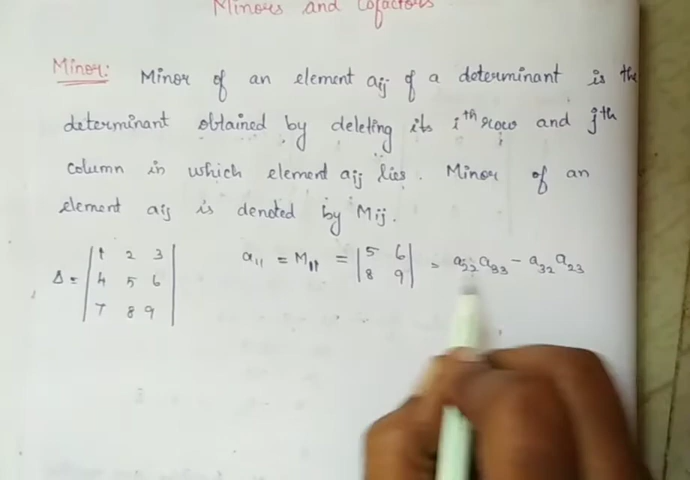 Minors and Cofactors
Minor: Minor of an element aij of a determinant is the
determinant obtained by deleting its i^th row and j^th
column in which element aij lies. Minor of an
element aij is denoted by Mij.
Δ = | 1 2 3 | a₁₁ = M₁₁ = | 5 6 | = a₂₂ a₃₃ - a₃₂ a₂₃
| 4 5 6 | | 8 9 |
| 7 8 9 |